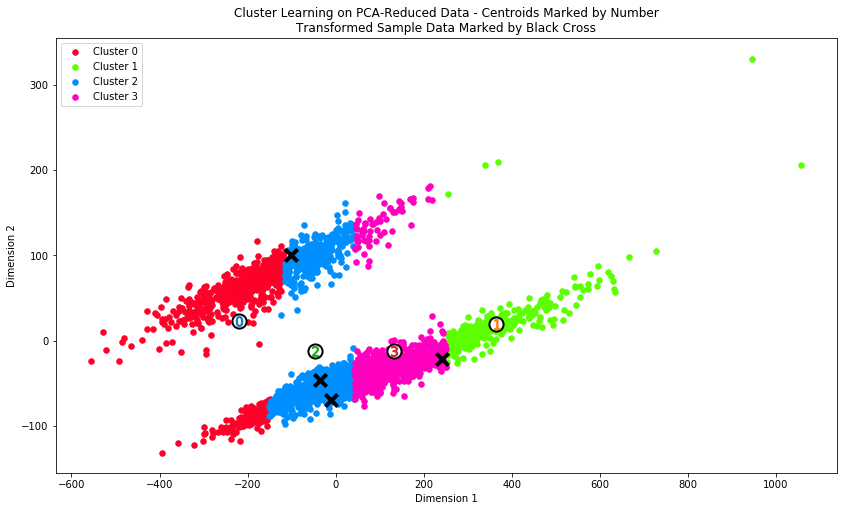 Cluster Learning on PCA-Reduced Data - Centroids Marked by Number
Transformed Sample Data Marked by Black Cross
Cluster 0
Cluster 1
Cluster 2
Cluster 3
300
200
100
0
−100
Dimension 2
0
2
3
1
−600
−400
−200
0
200
400
600
800
1000
Dimension 1